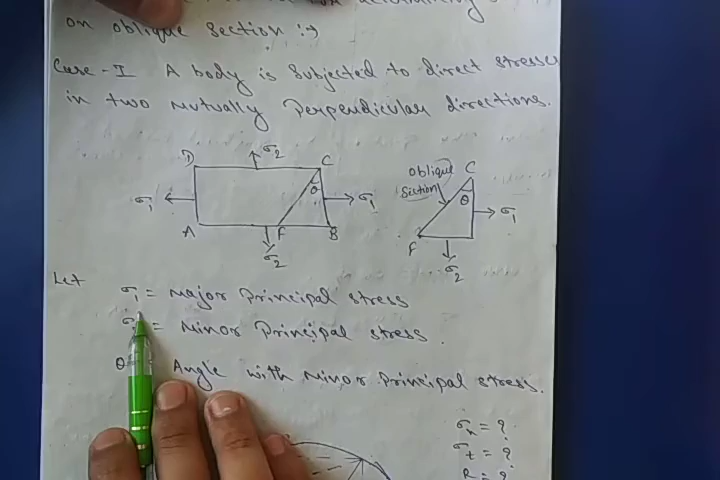 on oblique section :→
Case - I A body is subjected to direct stresses
in two mutually perpendicular directions.
D σ2 C
θ
σ1 σ1
A F B
σ2
oblique C
section θ
σ1
F
σ2
Let
σ1 = Major Principal stress
= Minor Principal stress.
θ Angle with Minor Principal stress.
σn = ?
σt = ?
R = ?